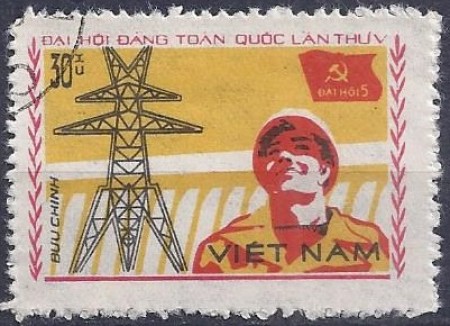 ĐẠI HỘI ĐẢNG TOÀN QUỐC LẦN THỨ V
30 XU
ĐẠI HỘI 5
BƯU CHÍNH
VIỆT NAM